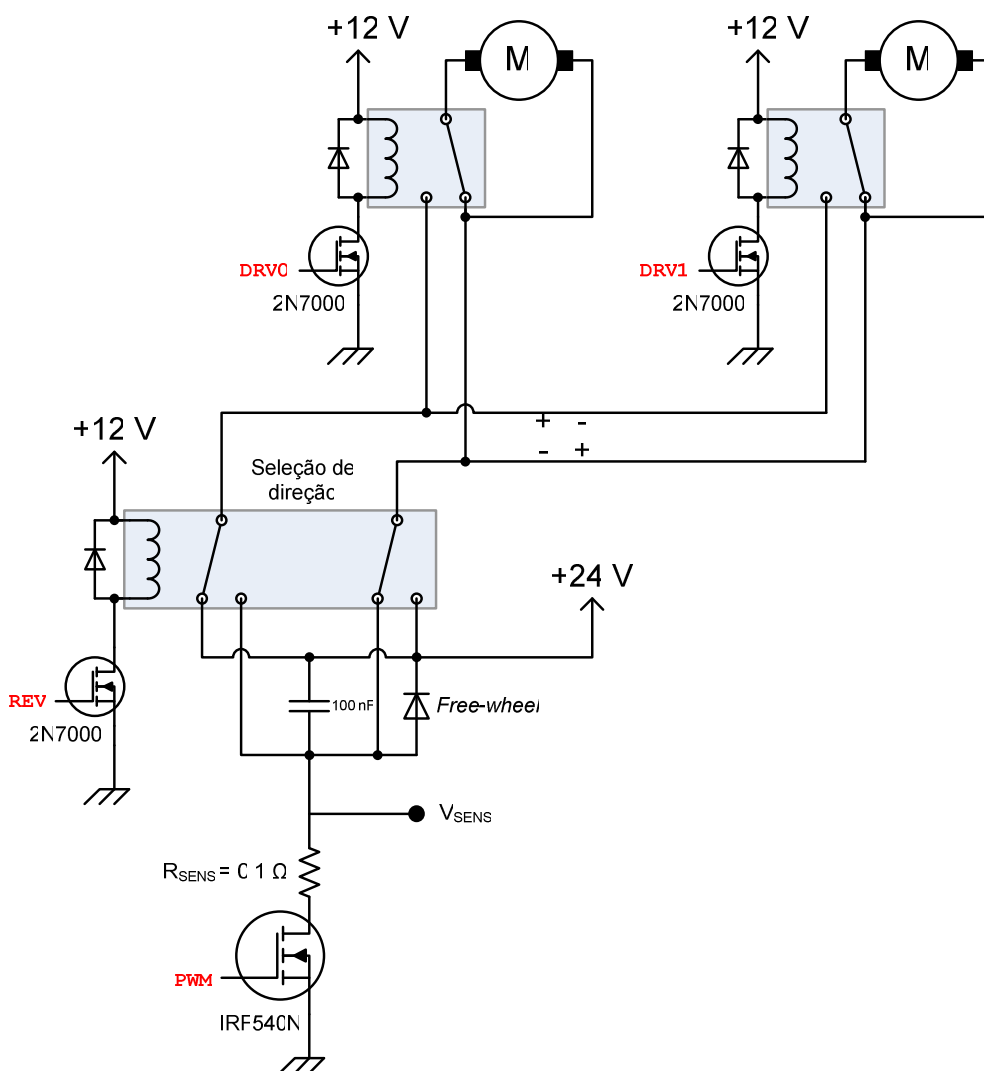 +12 V
+12 V
M
M
DRV0
2N7000
DRV1
2N7000
+ -
- +
+12 V
Seleção de
direção
+24 V
REV
2N7000
100 nF
Free-wheel
VSENS
RSENS = 0 1 Ω
PWM
IRF540N